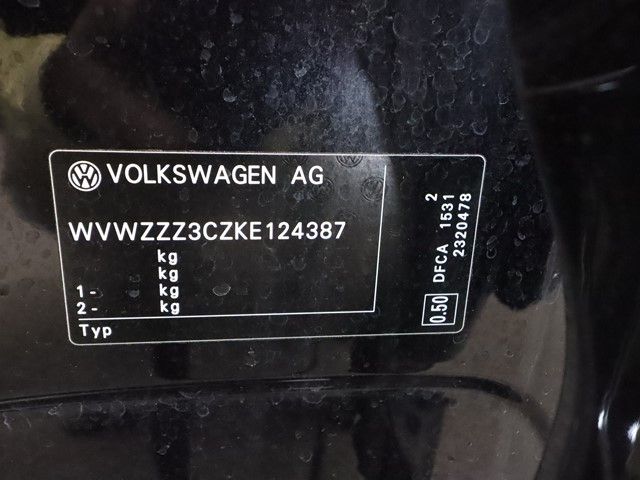 VOLKSWAGEN AG
WVWZZZ3CZKE124387
kg
kg
1- kg
2- kg
Typ
2
DFCA 1531
2320478
0.50